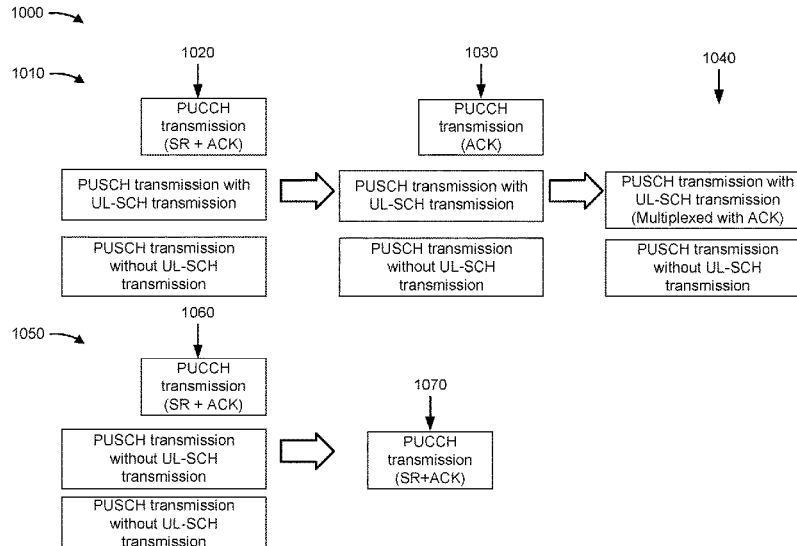 1000
1010
1020
1030
1040
PUCCH
transmission
(SR + ACK)
PUCCH
transmission
(ACK)
PUSCH transmission with
UL-SCH transmission
PUSCH transmission with
UL-SCH transmission
PUSCH transmission with
UL-SCH transmission
(Multiplexed with ACK)
PUSCH transmission
without UL-SCH
transmission
PUSCH transmission
without UL-SCH
transmission
PUSCH transmission
without UL-SCH
transmission
1050
1060
PUCCH
transmission
(SR + ACK)
1070
PUSCH transmission
without UL-SCH
transmission
PUCCH
transmission
(SR+ACK)
PUSCH transmission
without UL-SCH
transmission